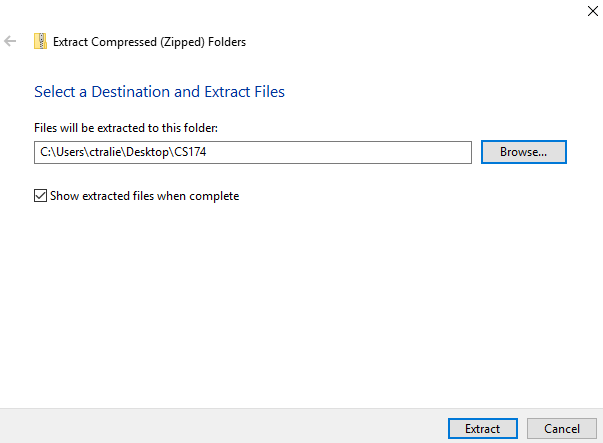 Extract Compressed (Zipped) Folders
Select a Destination and Extract Files
Files will be extracted to this folder:
C:\Users\ctralie\Desktop\CS174
Browse...
Show extracted files when complete
Extract
Cancel